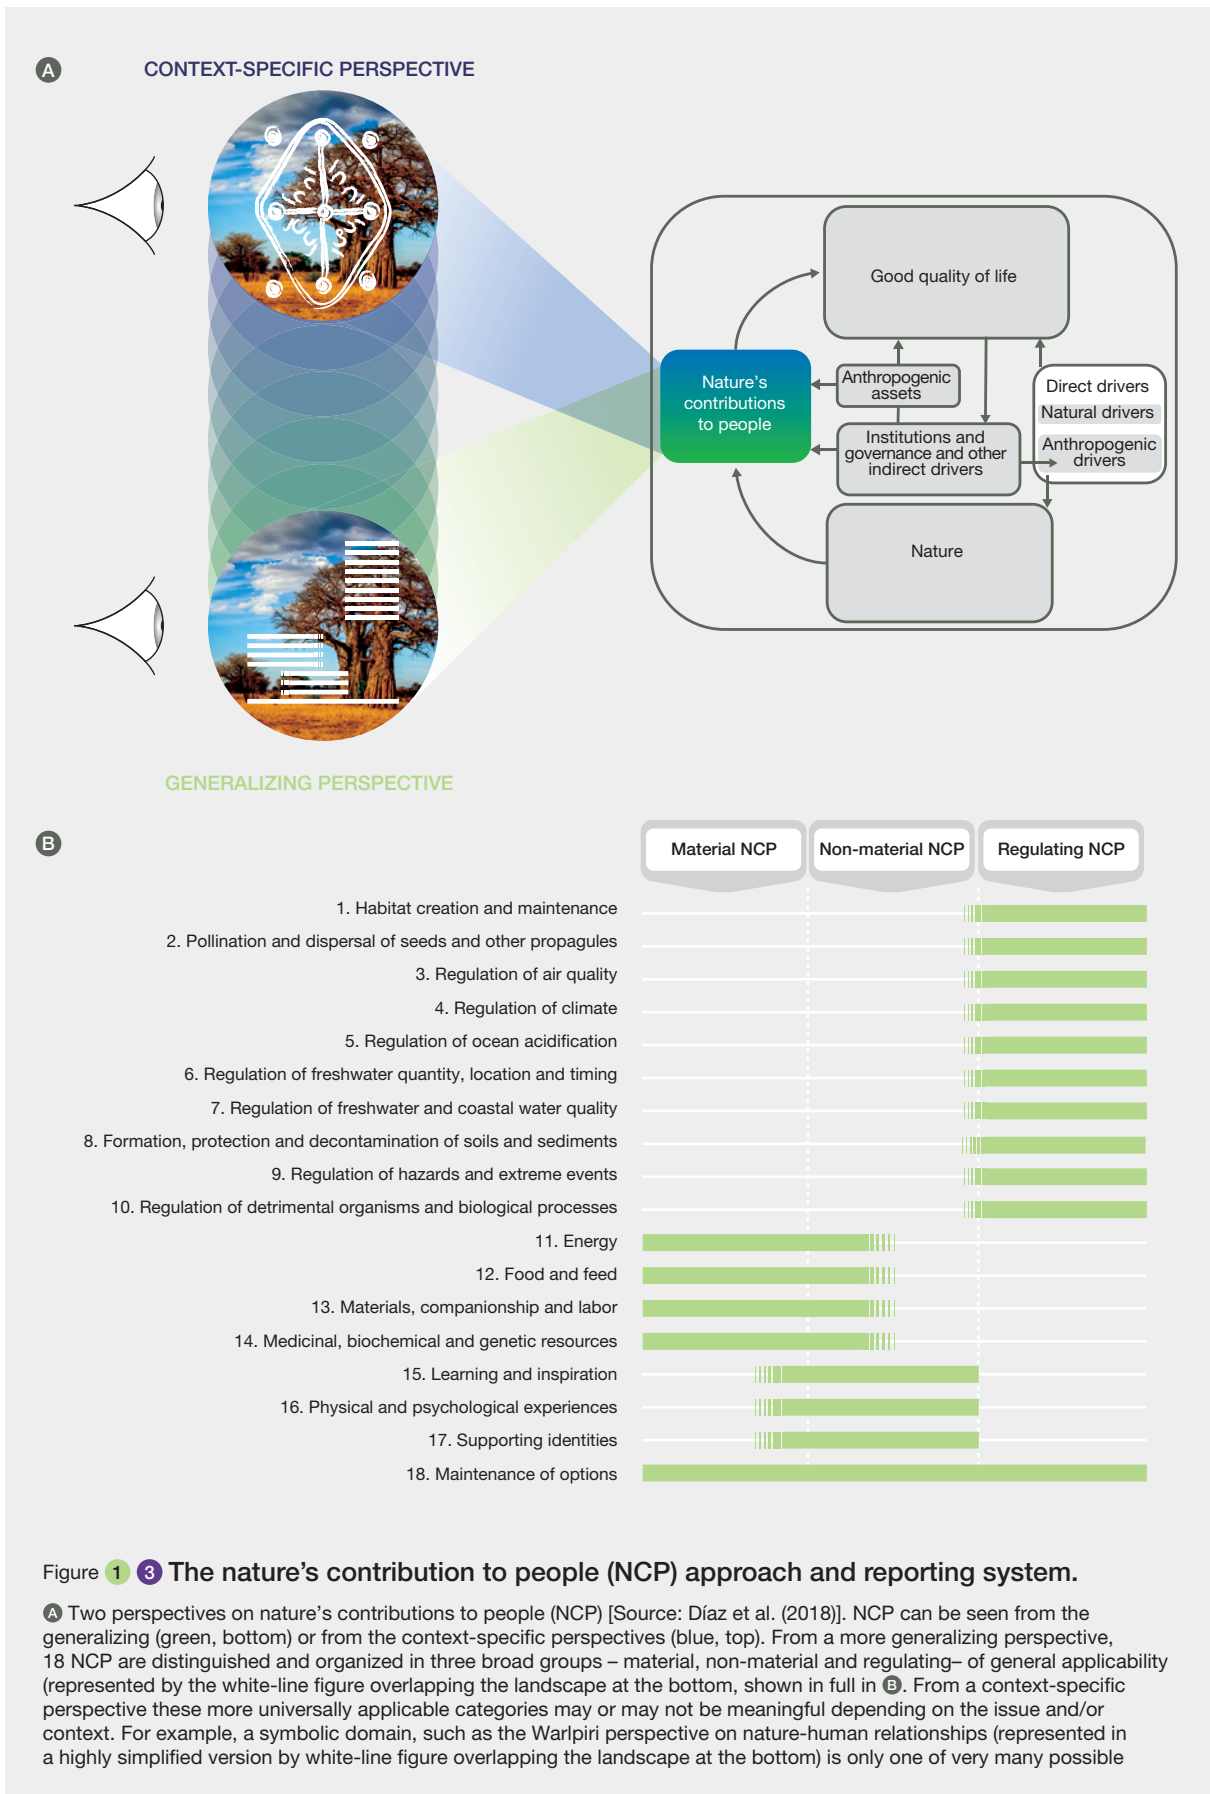 A
CONTEXT-SPECIFIC PERSPECTIVE
Good quality of life
Nature's
contributions
to people
Anthropogenic
assets
Direct drivers
Natural drivers
Anthropogenic
drivers
Institutions and
governance and other
indirect drivers
Nature
GENERALIZING PERSPECTIVE
B
Material NCP
Non-material NCP
Regulating NCP
1. Habitat creation and maintenance
2. Pollination and dispersal of seeds and other propagules
3. Regulation of air quality
4. Regulation of climate
5. Regulation of ocean acidification
6. Regulation of freshwater quantity, location and timing
7. Regulation of freshwater and coastal water quality
8. Formation, protection and decontamination of soils and sediments
9. Regulation of hazards and extreme events
10. Regulation of detrimental organisms and biological processes
11. Energy
12. Food and feed
13. Materials, companionship and labor
14. Medicinal, biochemical and genetic resources
15. Learning and inspiration
16. Physical and psychological experiences
17. Supporting identities
18. Maintenance of options
Figure 1 3 The nature's contribution to people (NCP) approach and reporting system.
A Two perspectives on nature's contributions to people (NCP) [Source: Díaz et al. (2018)]. NCP can be seen from the
generalizing (green, bottom) or from the context-specific perspectives (blue, top). From a more generalizing perspective,
18 NCP are distinguished and organized in three broad groups – material, non-material and regulating– of general applicability
(represented by the white-line figure overlapping the landscape at the bottom, shown in full in B. From a context-specific
perspective these more universally applicable categories may or may not be meaningful depending on the issue and/or
context. For example, a symbolic domain, such as the Warlpiri perspective on nature-human relationships (represented in
a highly simplified version by white-line figure overlapping the landscape at the bottom) is only one of very many possible